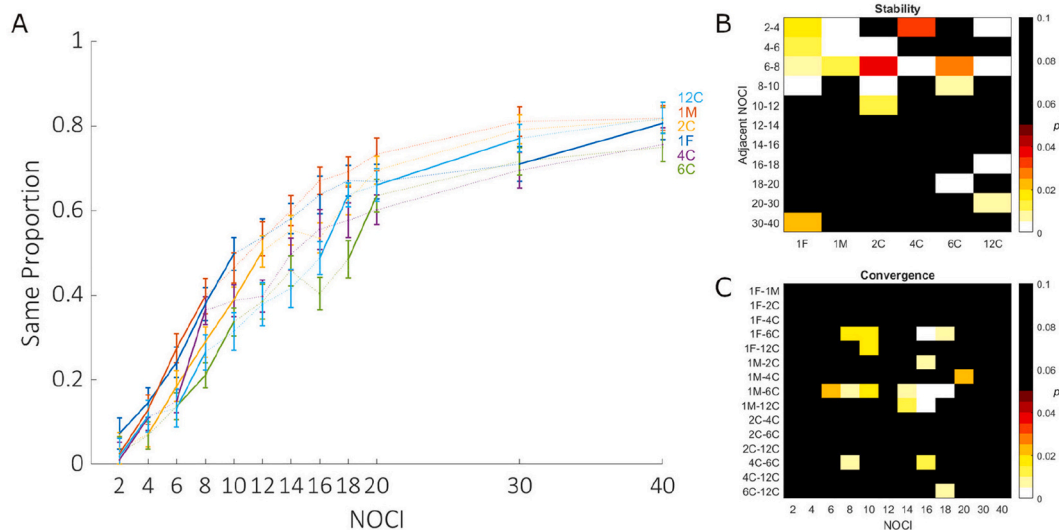 A
Same Proportion
1
0.8
0.6
0.4
0.2
0
2 4 6 8 10 12 14 16 18 20 30 40
NOCI
12C
1M
2C
1F
4C
6C
B
Stability
Adjacent NOCI
2-4
4-6
6-8
8-10
10-12
12-14
14-16
16-18
18-20
20-30
30-40
1F 1M 2C 4C 6C 12C
0.1
0.08
0.06
p
0.04
0.02
0
C
Convergence
1F-1M
1F-2C
1F-4C
1F-6C
1F-12C
1M-2C
1M-4C
1M-6C
1M-12C
2C-4C
2C-6C
2C-12C
4C-6C
4C-12C
6C-12C
2 4 6 8 10 12 14 16 18 20 30 40
NOCI
0.1
0.08
0.06
p
0.04
0.02
0